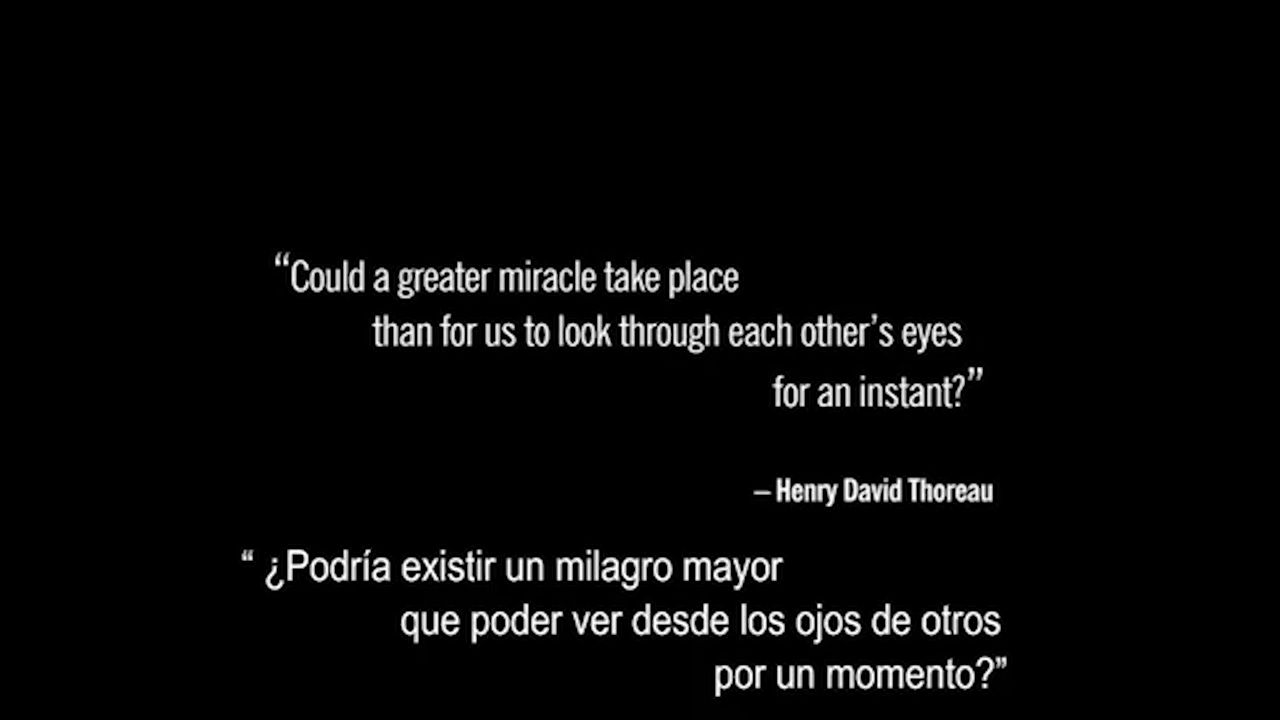 “Could a greater miracle take place
than for us to look through each other’s eyes
for an instant?”
– Henry David Thoreau
“ ¿Podría existir un milagro mayor
que poder ver desde los ojos de otros
por un momento?”